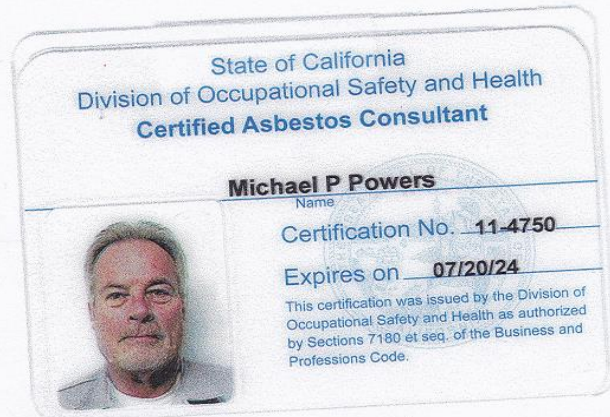 State of California
Division of Occupational Safety and Health
Certified Asbestos Consultant
Michael P Powers
Name
Certification No. 11-4750
Expires on 07/20/24
This certification was issued by the Division of
Occupational Safety and Health as authorized
by Sections 7180 et seq. of the Business and
Professions Code.